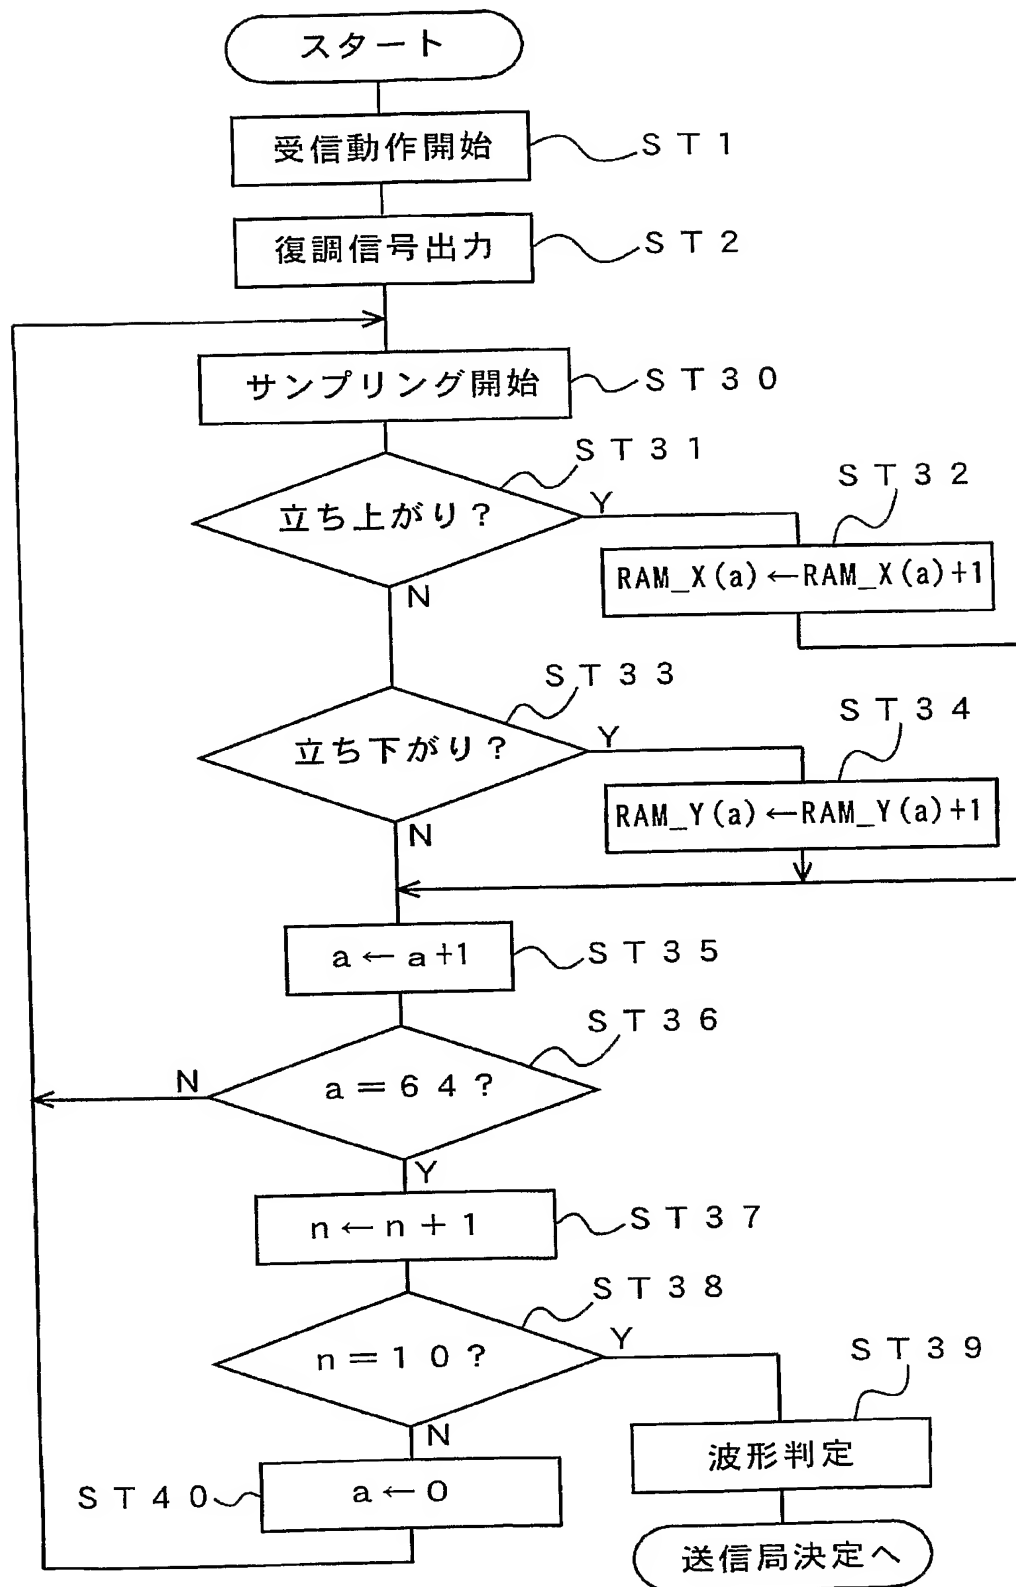 スタート
受信動作開始
ST1
復調信号出力
ST2
サンプリング開始
ST30
ST31
立ち上がり？
Y
ST32
RAM_X(a)←RAM_X(a)+1
N
ST33
立ち下がり？
Y
ST34
RAM_Y(a)←RAM_Y(a)+1
N
a←a+1
ST35
ST36
a=64？
N
Y
n←n+1
ST37
ST38
n=10？
Y
ST39
波形判定
N
ST40
a←0
送信局決定へ